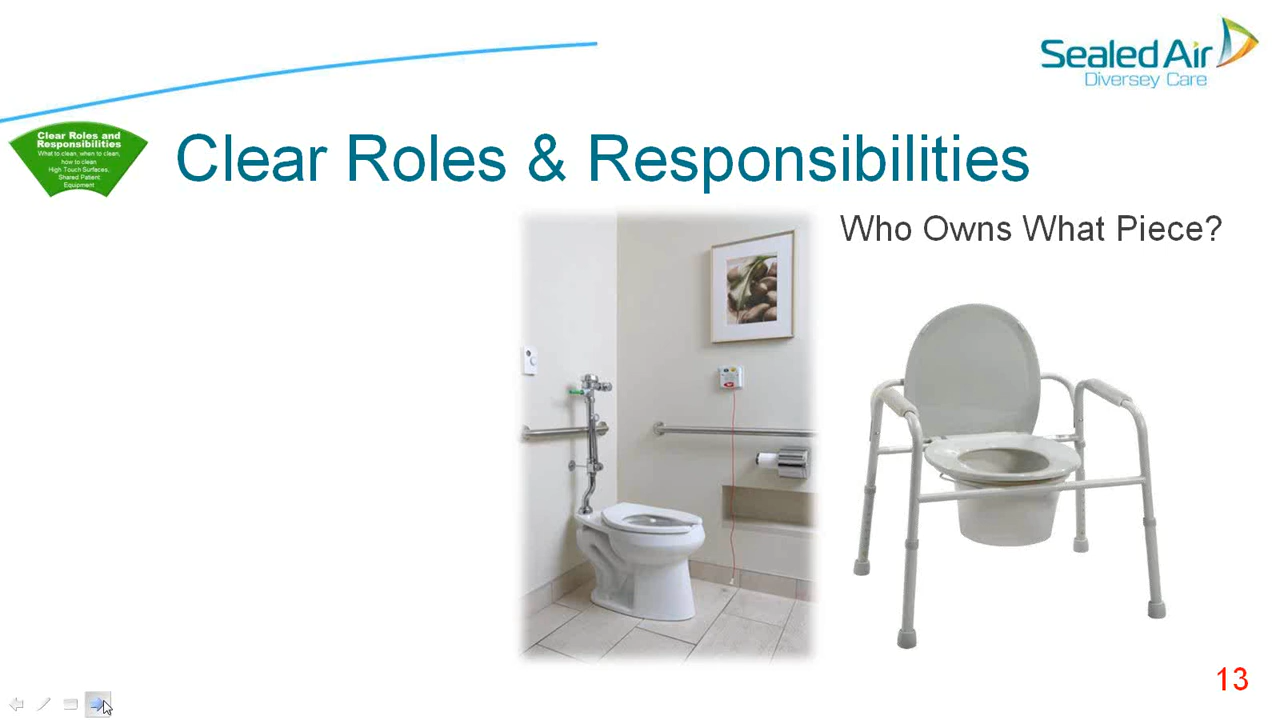 Sealed Air
Diversey Care
Clear Roles and
Responsibilities
What to clean, when to clean,
how to clean
High Touch Surfaces,
Shared Patient
Equipment
Clear Roles & Responsibilities
Who Owns What Piece?
13